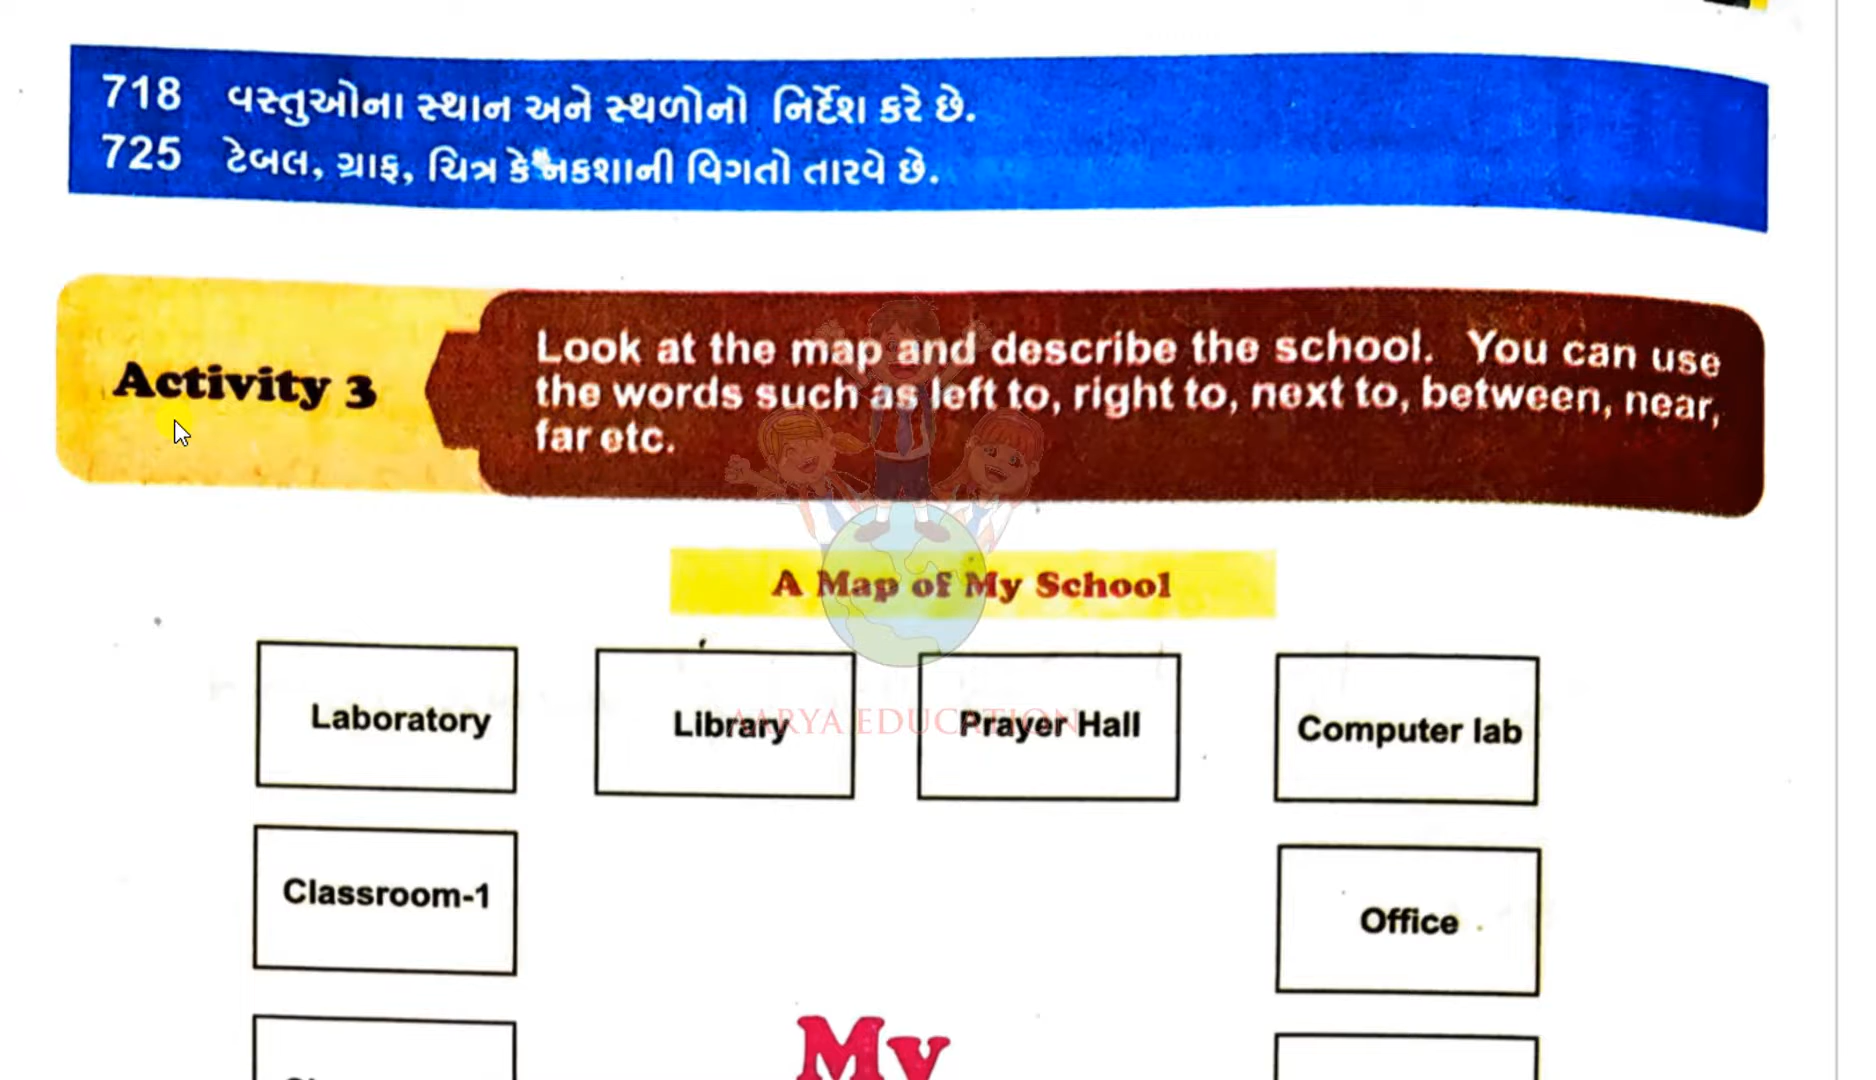 718 વસ્તુઓના સ્થાન અને સ્થળોનો નિર્દેશ કરે છે.
725 ટેબલ, ગ્રાફ, ચિત્ર કે નકશાની વિગતો તારવે છે.
Activity 3
Look at the map and describe the school. You can use
the words such as left to, right to, next to, between, near,
far etc.
A Map of My School
Laboratory
Library
Prayer Hall
Computer lab
AARYA EDUCATION
Classroom-1
Office
My